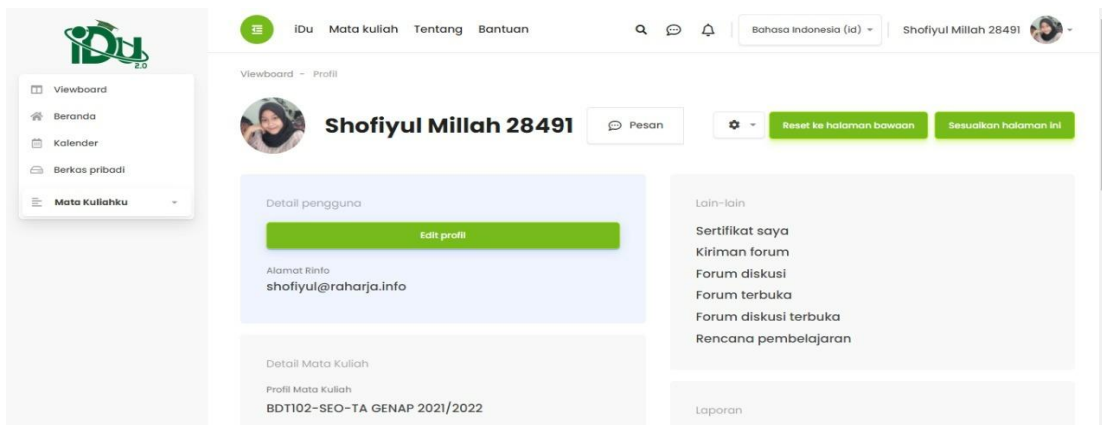 iDu
2.0
Viewboard
Beranda
Kalender
Berkas pribadi
Mata Kuliahku
iDu Mata kuliah Tentang Bantuan
Bahasa Indonesia (id)
Shofiyul Millah 28491
Viewboard - Profil
Shofiyul Millah 28491
Pesan
Reset ke halaman bawaan
Sesuaikan halaman ini
Detail pengguna
Edit profil
Alamat Rinfo
shofiyul@raharja.info
Detail Mata Kuliah
Profil Mata Kuliah
BDT102-SEO-TA GENAP 2021/2022
Lain-lain
Sertifikat saya
Kiriman forum
Forum diskusi
Forum terbuka
Forum diskusi terbuka
Rencana pembelajaran
Laporan